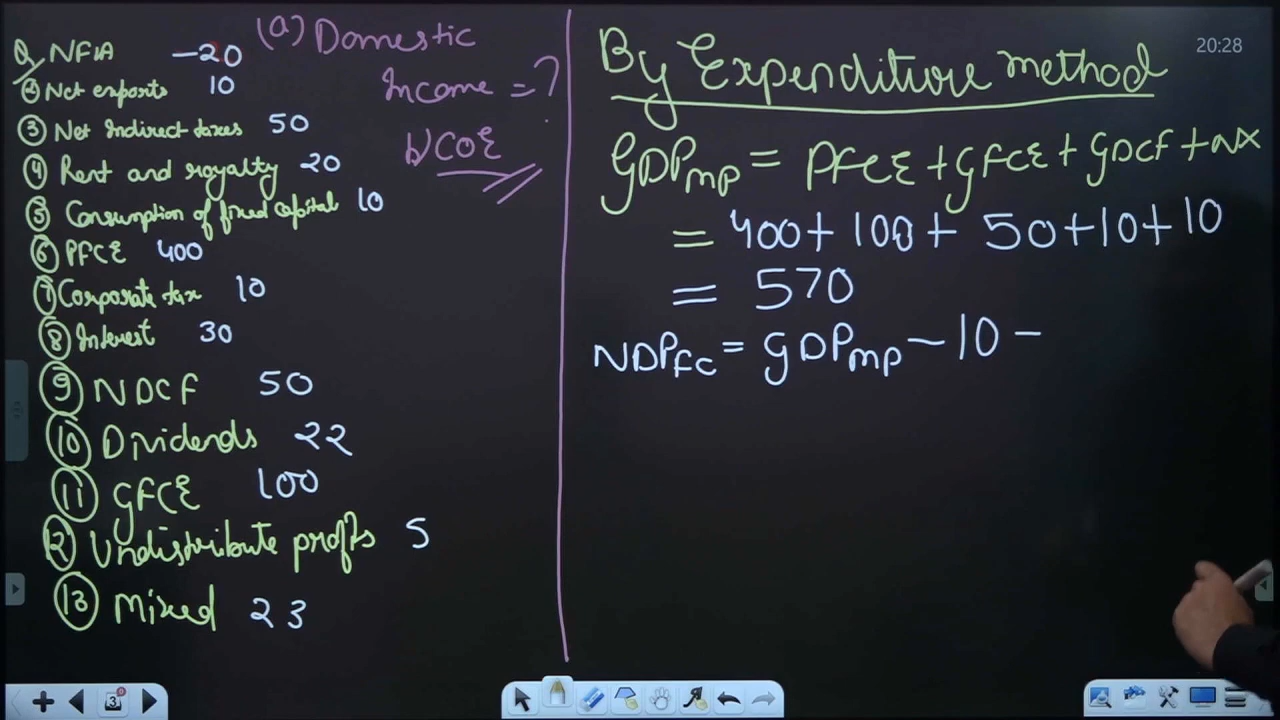 Q NFIA -20
② Net exports 10
③ Net Indirect taxes 50
④ Rent and royalty 20
⑤ Consumption of fixed capital 10
⑥ PFCE 400
⑦ Corporate tax 10
⑧ Interest 30
⑨ NDCF 50
⑩ Dividends 22
⑪ GFCE 100
⑫ Undistribute profits 5
⑬ Mixed 23
(a) Domestic
Income = ?
b) COE
By Expenditure method
GDPmp = PFCE + GFCE + GDCF + NX
= 400 + 100 + 50 + 10 + 10
= 570
NDPFC = GDPmp - 10 -
20:28
3